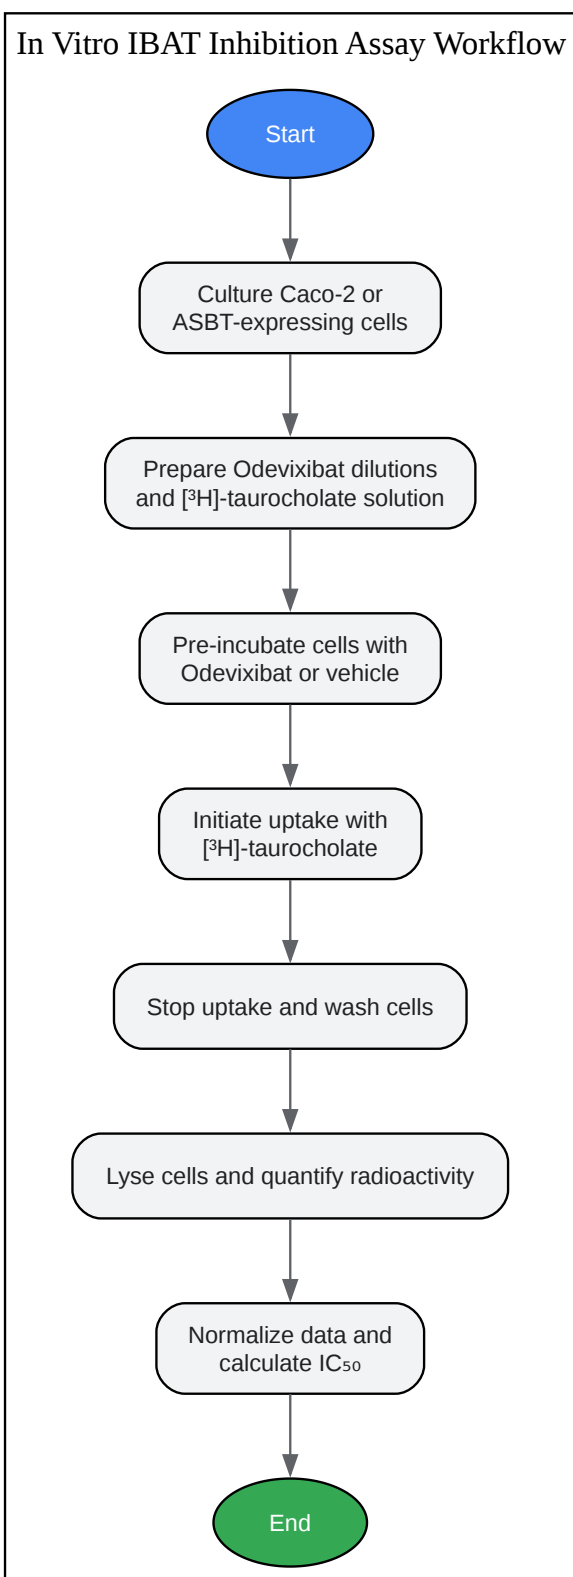 In Vitro IBAT Inhibition Assay Workflow
Start
Culture Caco-2 or
ASBT-expressing cells
Prepare Odevixibat dilutions
and [³H]-taurocholate solution
Pre-incubate cells with
Odevixibat or vehicle
Initiate uptake with
[³H]-taurocholate
Stop uptake and wash cells
Lyse cells and quantify radioactivity
Normalize data and
calculate IC₅₀
End